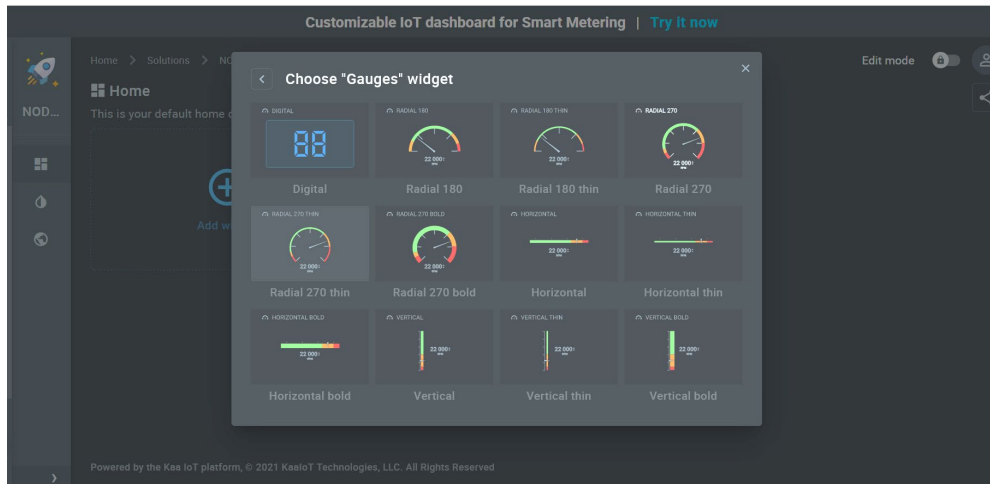 Customizable IoT dashboard for Smart Metering | Try it now
Home > Solutions > NO
Edit mode
Choose "Gauges" widget
Home
NOD...
This is your default home
DIGITAL
RADIAL 180
RADIAL 180 THIN
RADIAL 270
88
22 000
22 000
22 000
Digital
Radial 180
Radial 180 thin
Radial 270
Add w
RADIAL 270 THIN
RADIAL 270 BOLD
HORIZONTAL
HORIZONTAL THIN
22 000
22 000
22 000
22 000
Radial 270 thin
Radial 270 bold
Horizontal
Horizontal thin
HORIZONTAL BOLD
VERTICAL
VERTICAL THIN
VERTICAL BOLD
22 000
22 000
22 000
22 000
Horizontal bold
Vertical
Vertical thin
Vertical bold
Powered by the Kaa IoT platform, © 2021 KaaIoT Technologies, LLC. All Rights Reserved